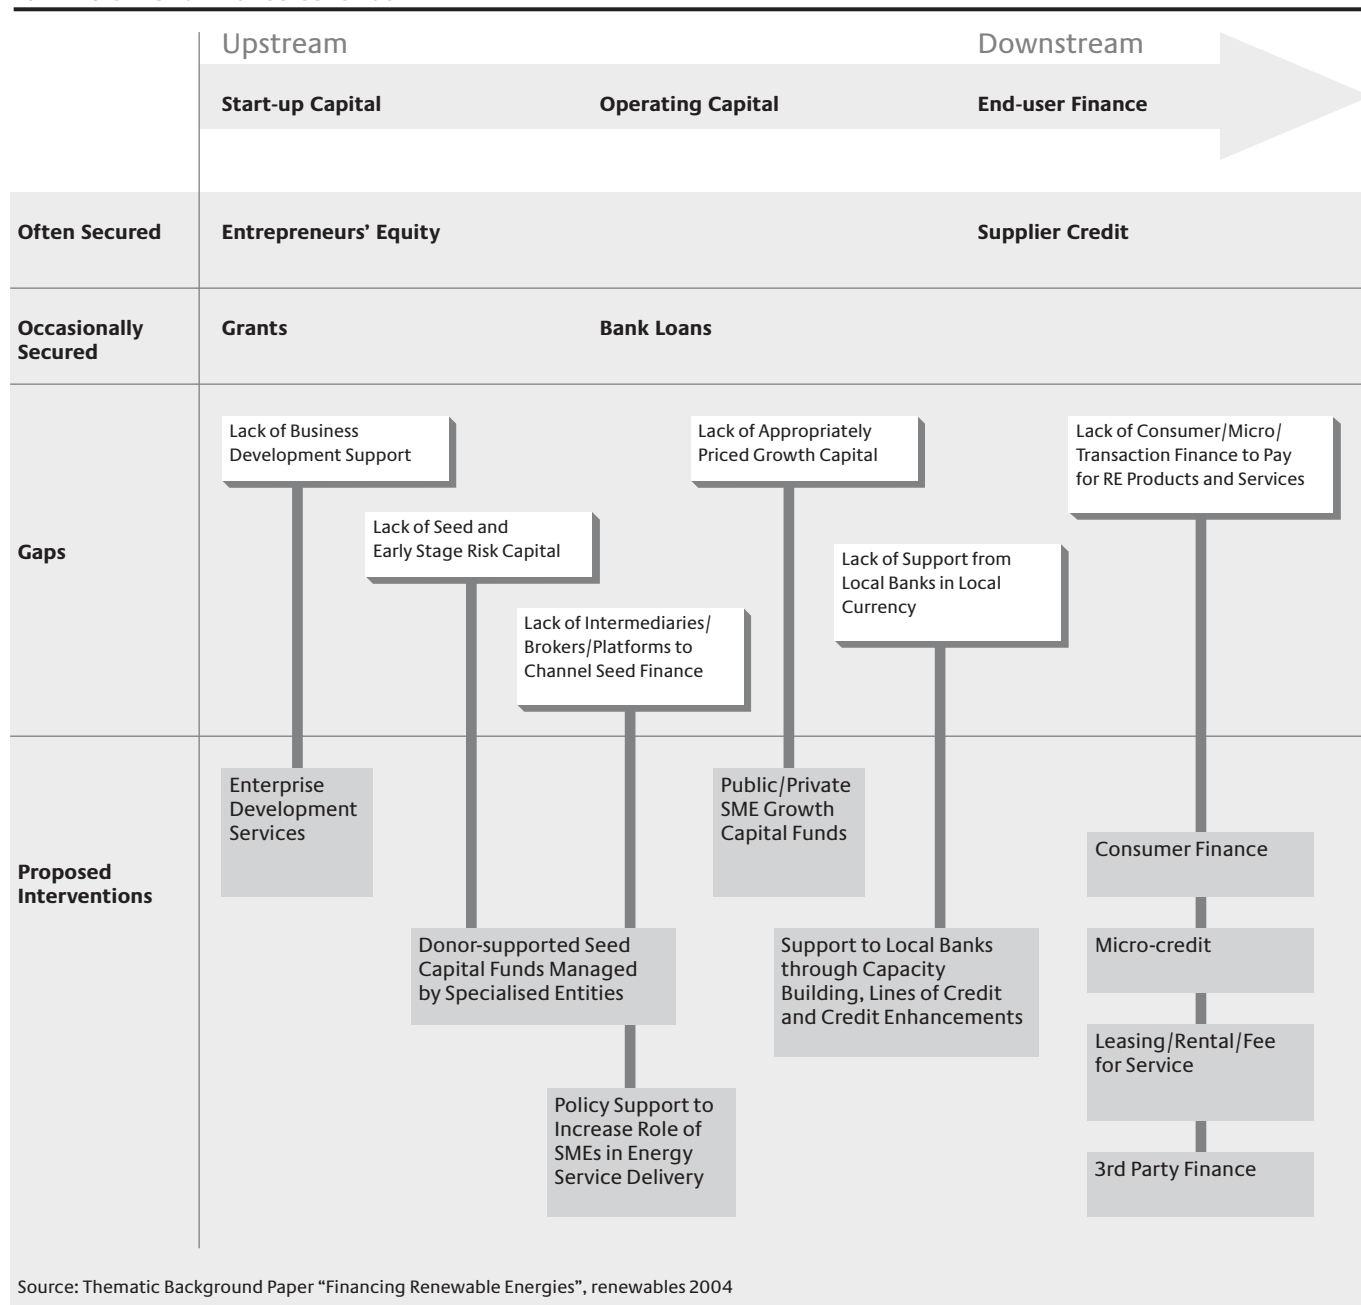 Upstream
Downstream
Start-up Capital
Operating Capital
End-user Finance
Often Secured
Entrepreneurs’ Equity
Supplier Credit
Occasionally
Secured
Grants
Bank Loans
Gaps
Lack of Business
Development Support
Lack of Seed and
Early Stage Risk Capital
Lack of Intermediaries/
Brokers/Platforms to
Channel Seed Finance
Lack of Appropriately
Priced Growth Capital
Lack of Support from
Local Banks in Local
Currency
Lack of Consumer/Micro/
Transaction Finance to Pay
for RE Products and Services
Proposed
Interventions
Enterprise
Development
Services
Donor-supported Seed
Capital Funds Managed
by Specialised Entities
Policy Support to
Increase Role of
SMEs in Energy
Service Delivery
Public/Private
SME Growth
Capital Funds
Support to Local Banks
through Capacity
Building, Lines of Credit
and Credit Enhancements
Consumer Finance
Micro-credit
Leasing/Rental/Fee
for Service
3rd Party Finance
Source: Thematic Background Paper “Financing Renewable Energies”, renewables 2004